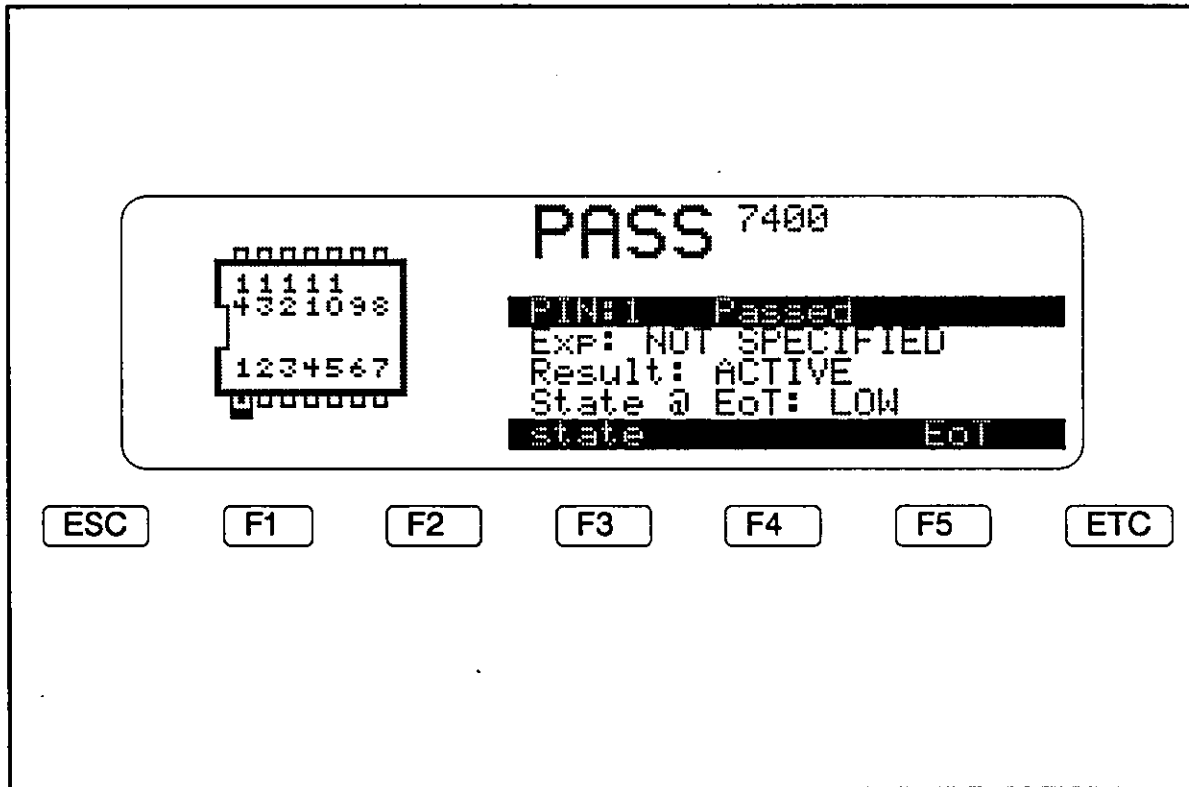 PASS 7400
11111
4321098
1234567
PIN:1 Passed
Exp: NOT SPECIFIED
Result: ACTIVE
State @ EoT: LOW
state EoT
ESC F1 F2 F3 F4 F5 ETC